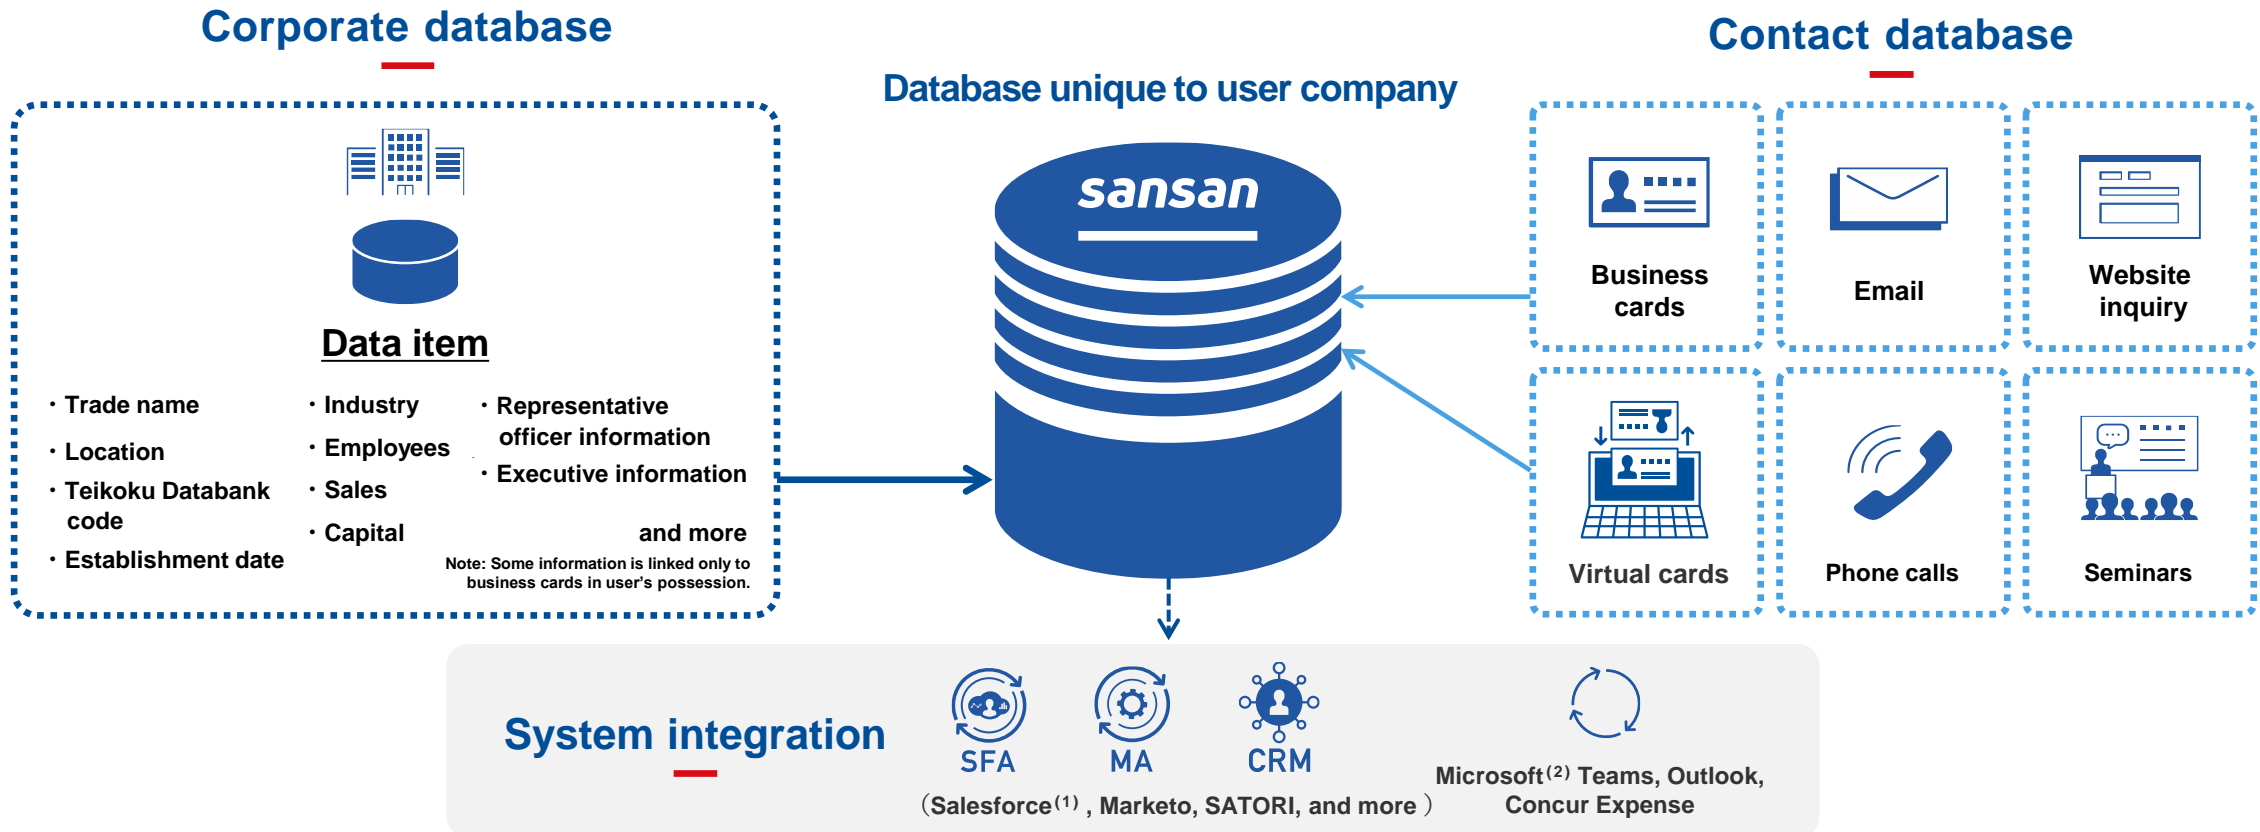 Corporate database
Data item
・Trade name
・Location
・Teikoku Databank
code
・Establishment date
・Industry
・Employees
・Sales
・Capital
・Representative
officer information
・Executive information
and more
Note: Some information is linked only to
business cards in user's possession.
Database unique to user company
sansan
Contact database
Business
cards
Email
Website
inquiry
Virtual cards
Phone calls
Seminars
System integration
SFA
MA
CRM
（Salesforce(1) , Marketo, SATORI, and more ）
Microsoft(2) Teams, Outlook,
Concur Expense